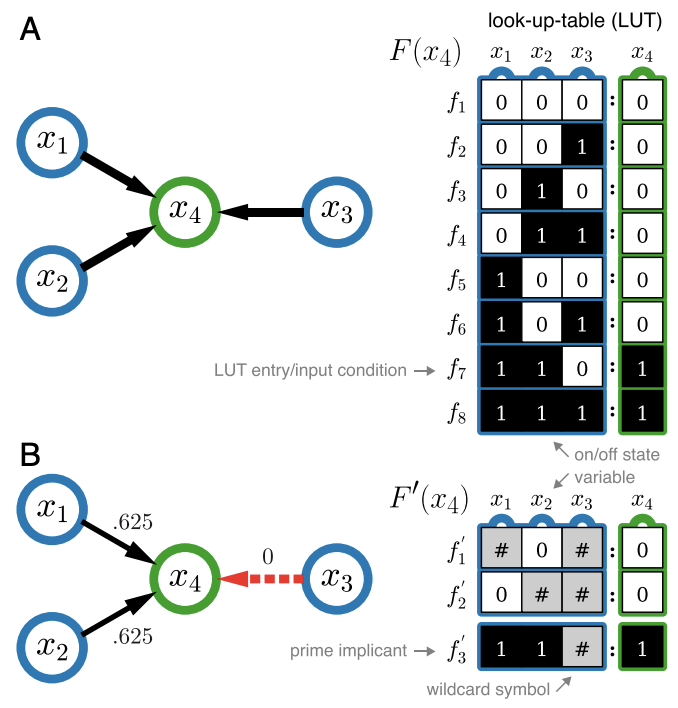 A
look-up-table (LUT)
F(x₄) x₁ x₂ x₃ x₄
f₁ 0 0 0 : 0
f₂ 0 0 1 : 0
f₃ 0 1 0 : 0
f₄ 0 1 1 : 0
f₅ 1 0 0 : 0
f₆ 1 0 1 : 0
LUT entry/input condition → f₇ 1 1 0 : 1
f₈ 1 1 1 : 1
x₁
x₄ x₃
x₂
on/off state
variable
B
F′(x₄) x₁ x₂ x₃ x₄
f′₁ # 0 # : 0
f′₂ 0 # # : 0
prime implicant → f′₃ 1 1 # : 1
wildcard symbol
x₁ .625
x₄ 0 x₃
x₂ .625